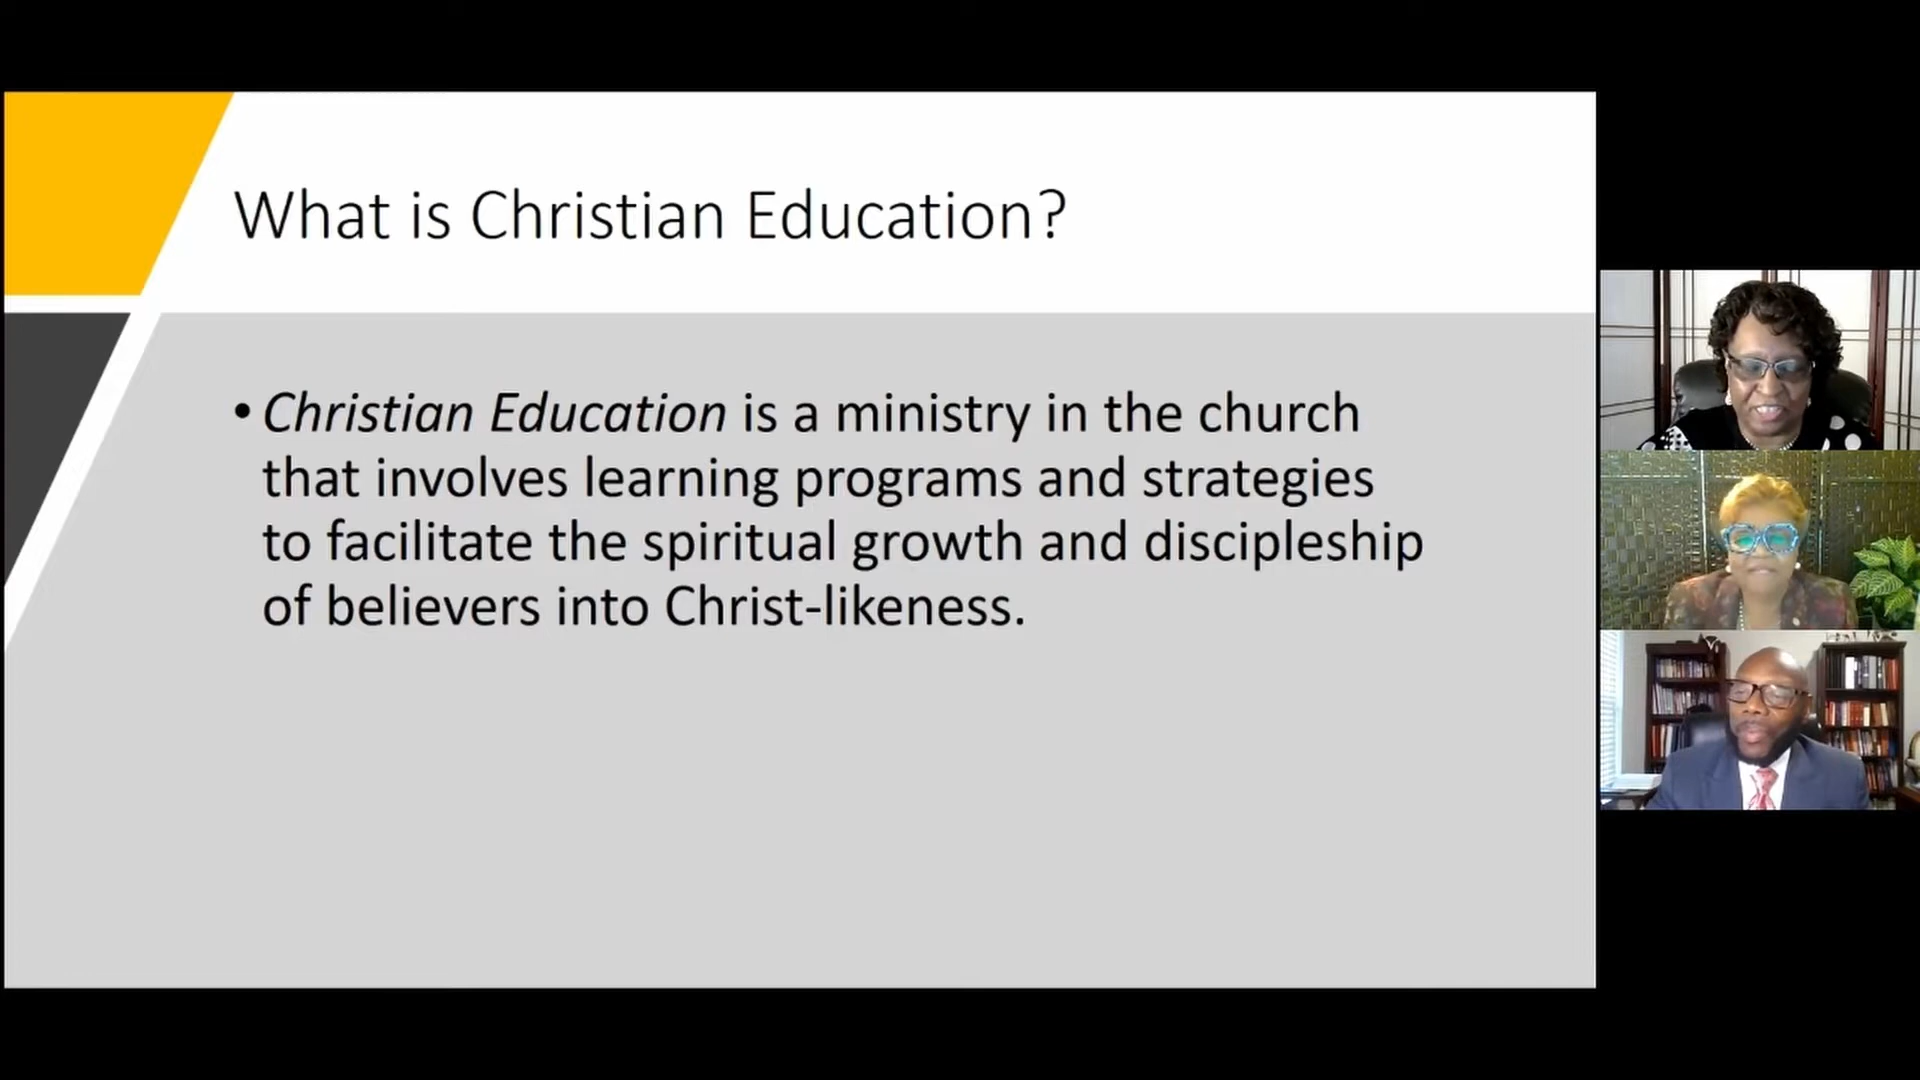 What is Christian Education?
• Christian Education is a ministry in the church
that involves learning programs and strategies
to facilitate the spiritual growth and discipleship
of believers into Christ-likeness.